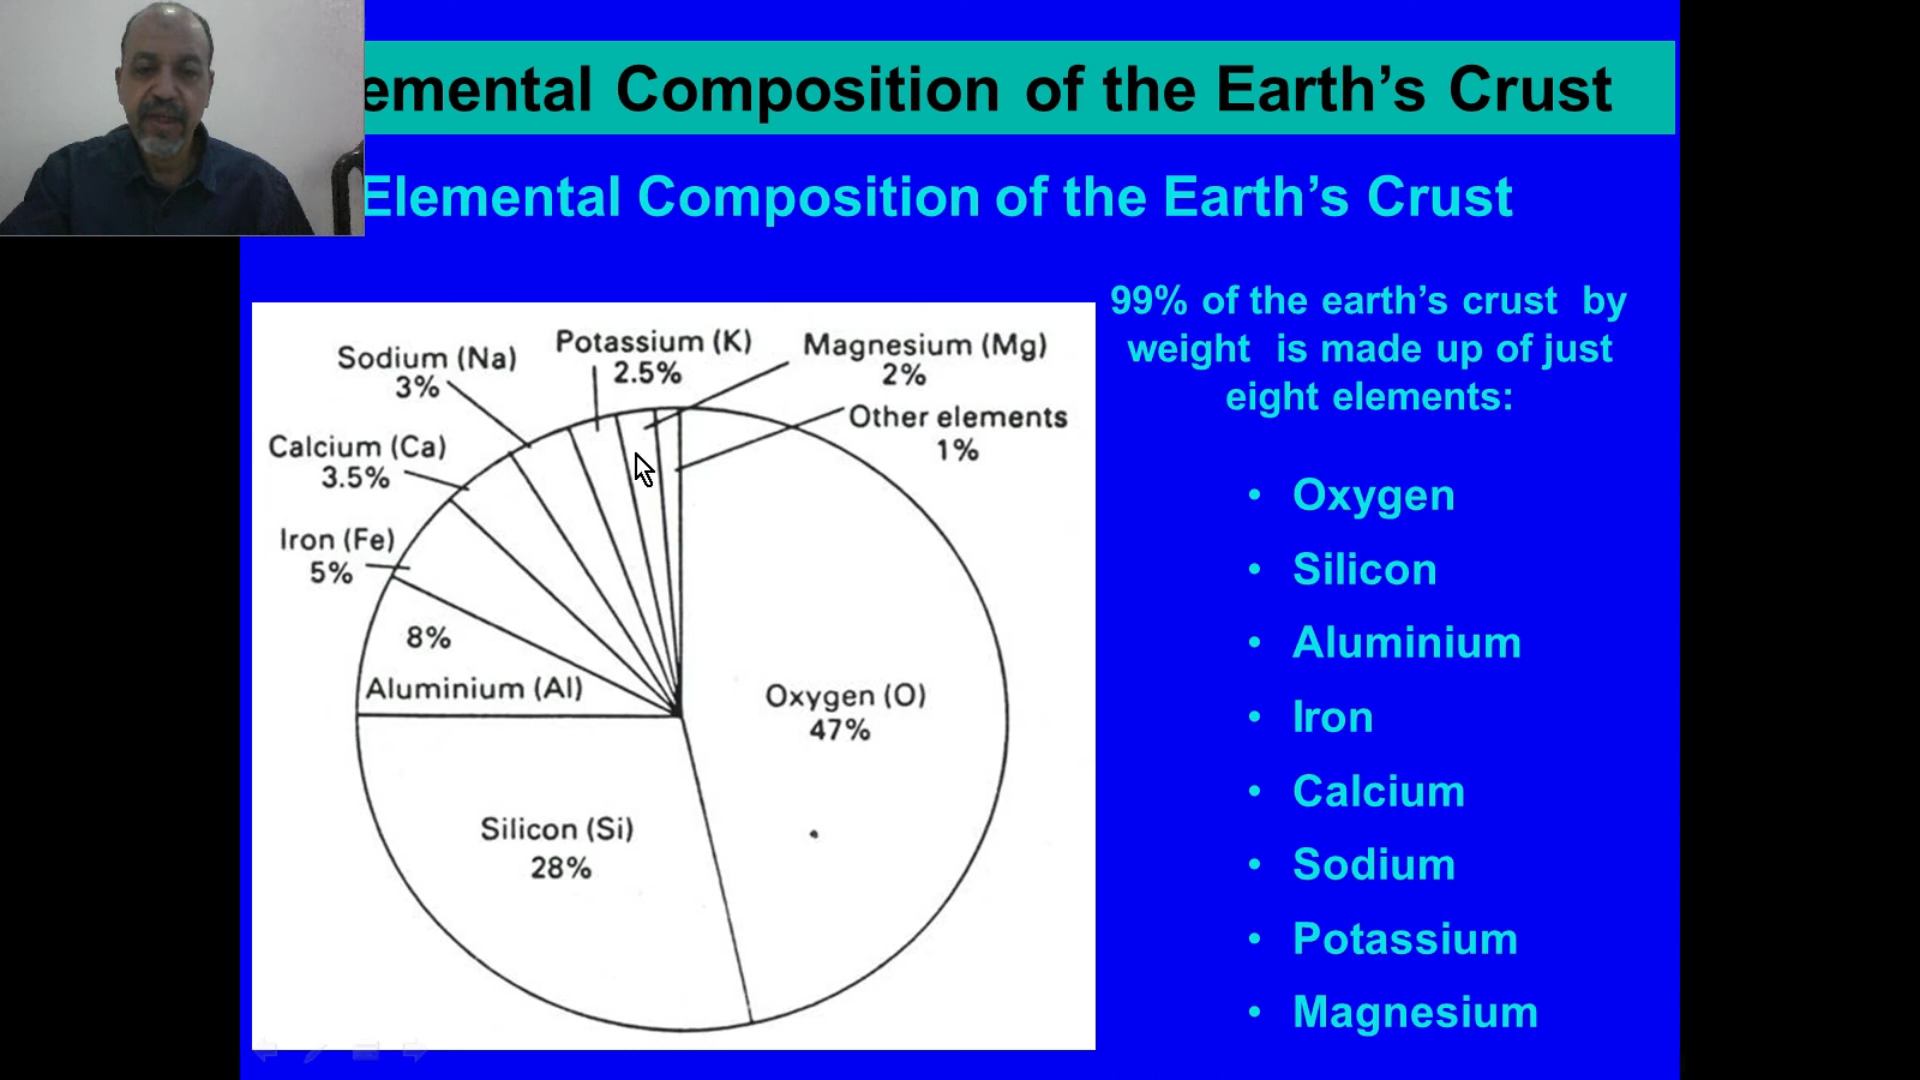 emental Composition of the Earth’s Crust
Elemental Composition of the Earth’s Crust
99% of the earth’s crust by
weight is made up of just
eight elements:
• Oxygen
• Silicon
• Aluminium
• Iron
• Calcium
• Sodium
• Potassium
• Magnesium
Sodium (Na)
3%
Potassium (K)
2.5%
Magnesium (Mg)
2%
Other elements
1%
Calcium (Ca)
3.5%
Iron (Fe)
5%
8%
Aluminium (Al)
Oxygen (O)
47%
Silicon (Si)
28%